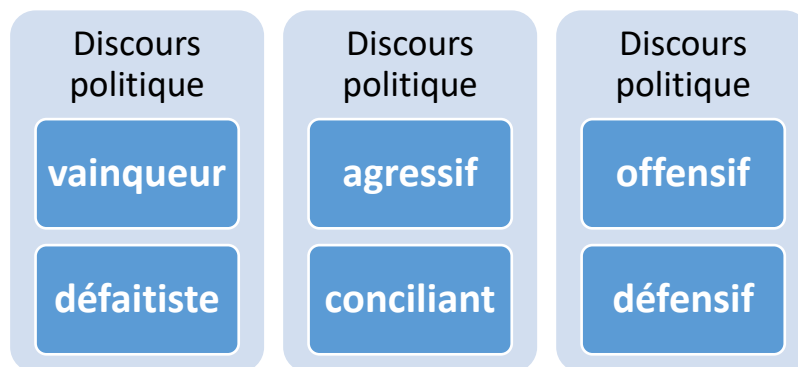 Discours
politique
vainqueur
défaitiste
Discours
politique
agressif
conciliant
Discours
politique
offensif
défensif